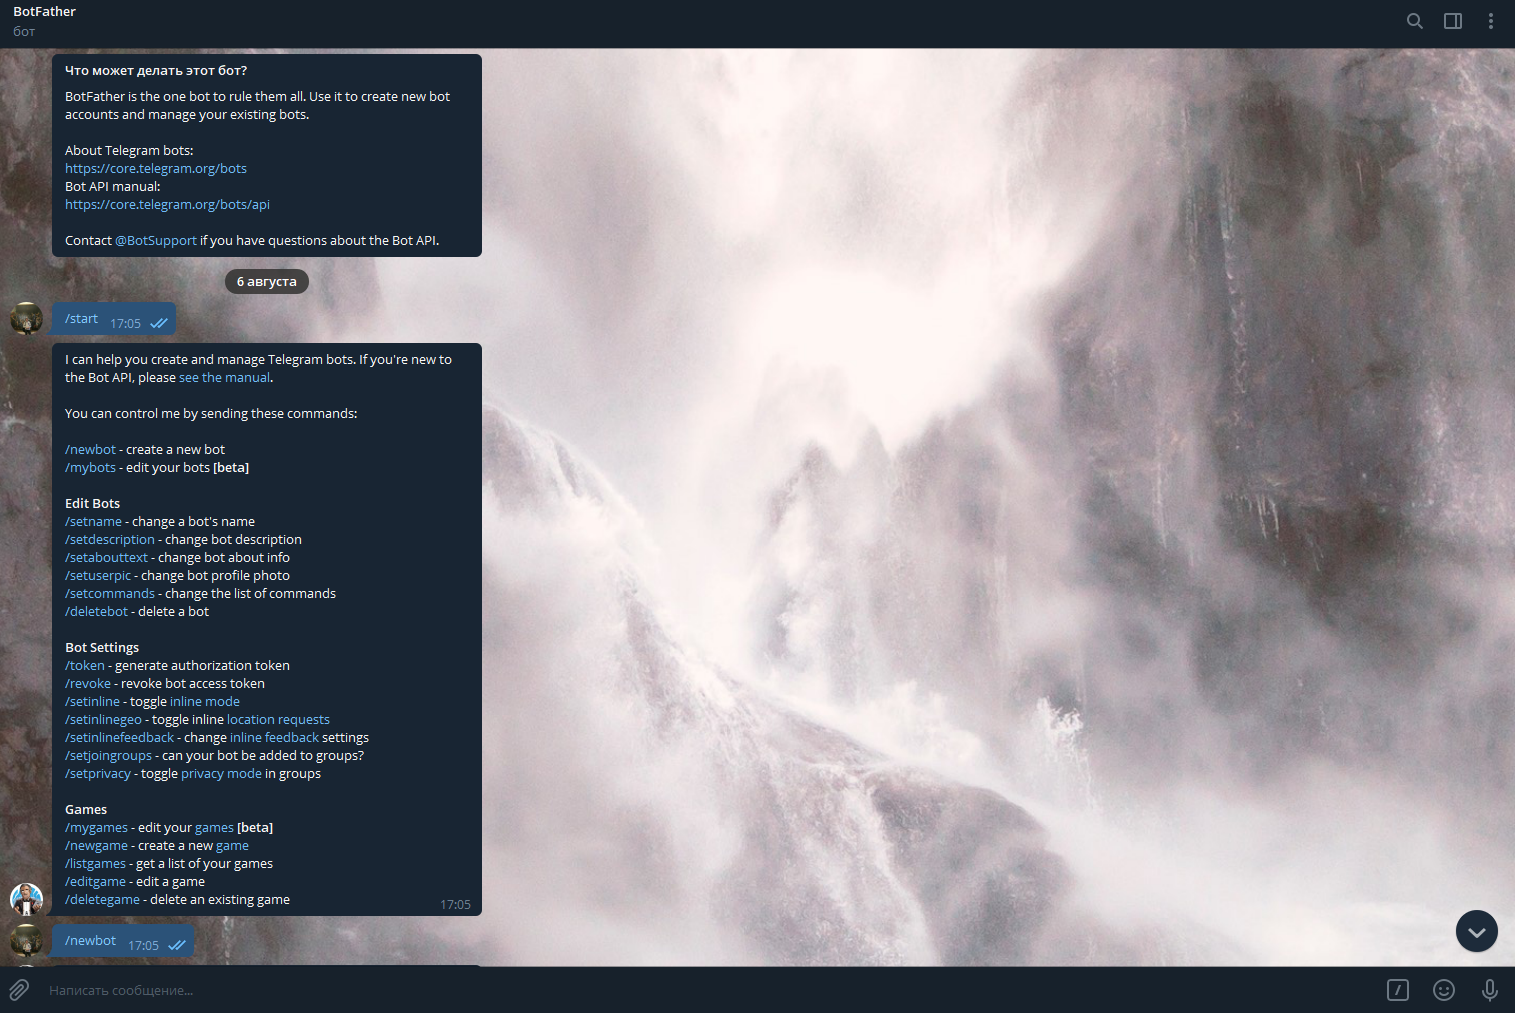 BotFather
бот
Что может делать этот бот?
BotFather is the one bot to rule them all. Use it to create new bot
accounts and manage your existing bots.
About Telegram bots:
https://core.telegram.org/bots
Bot API manual:
https://core.telegram.org/bots/api
Contact @BotSupport if you have questions about the Bot API.
6 августа
/start 17:05
I can help you create and manage Telegram bots. If you're new to
the Bot API, please see the manual.
You can control me by sending these commands:
/newbot - create a new bot
/mybots - edit your bots [beta]
Edit Bots
/setname - change a bot's name
/setdescription - change bot description
/setabouttext - change bot about info
/setuserpic - change bot profile photo
/setcommands - change the list of commands
/deletebot - delete a bot
Bot Settings
/token - generate authorization token
/revoke - revoke bot access token
/setinline - toggle inline mode
/setinlinegeo - toggle inline location requests
/setinlinefeedback - change inline feedback settings
/setjoingroups - can your bot be added to groups?
/setprivacy - toggle privacy mode in groups
Games
/mygames - edit your games [beta]
/newgame - create a new game
/listgames - get a list of your games
/editgame - edit a game
/deletegame - delete an existing game
17:05
/newbot 17:05
Написать сообщение...